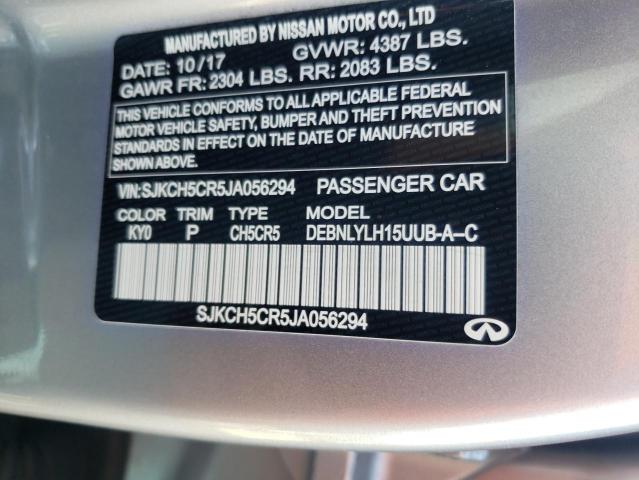 MANUFACTURED BY NISSAN MOTOR CO., LTD
DATE: 10/17 GVWR: 4387 LBS.
GAWR FR: 2304 LBS. RR: 2083 LBS.
THIS VEHICLE CONFORMS TO ALL APPLICABLE FEDERAL
MOTOR VEHICLE SAFETY, BUMPER AND THEFT PREVENTION
STANDARDS IN EFFECT ON THE DATE OF MANUFACTURE
SHOWN ABOVE.
VIN:SJKCH5CR5JA056294 PASSENGER CAR
COLOR TRIM TYPE MODEL
KY0 P CH5CR5 DEBNLYLH15UUB-A-C
SJKCH5CR5JA056294